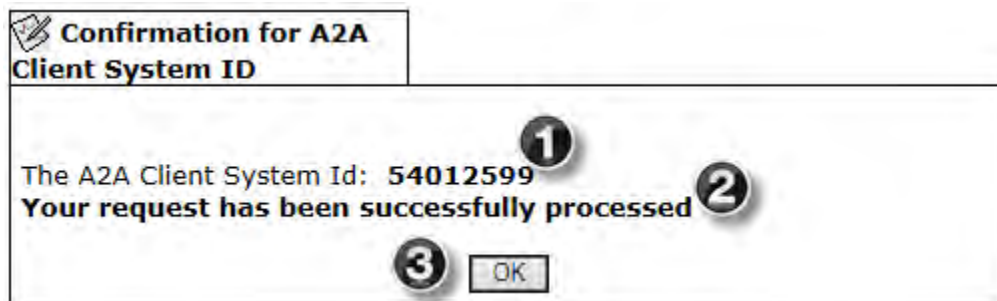 Confirmation for A2A
Client System ID
1
The A2A Client System Id: 54012599
Your request has been successfully processed 2
3 OK